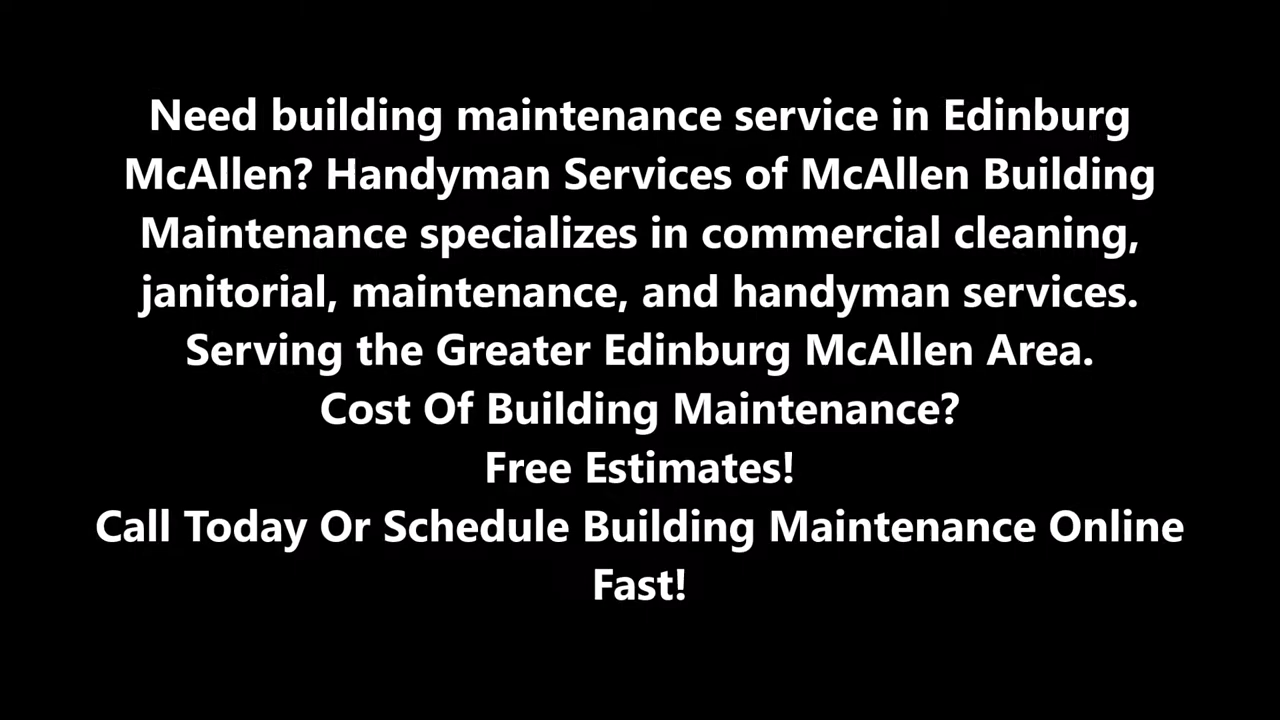 Need building maintenance service in Edinburg
McAllen? Handyman Services of McAllen Building
Maintenance specializes in commercial cleaning,
janitorial, maintenance, and handyman services.
Serving the Greater Edinburg McAllen Area.
Cost Of Building Maintenance?
Free Estimates!
Call Today Or Schedule Building Maintenance Online
Fast!